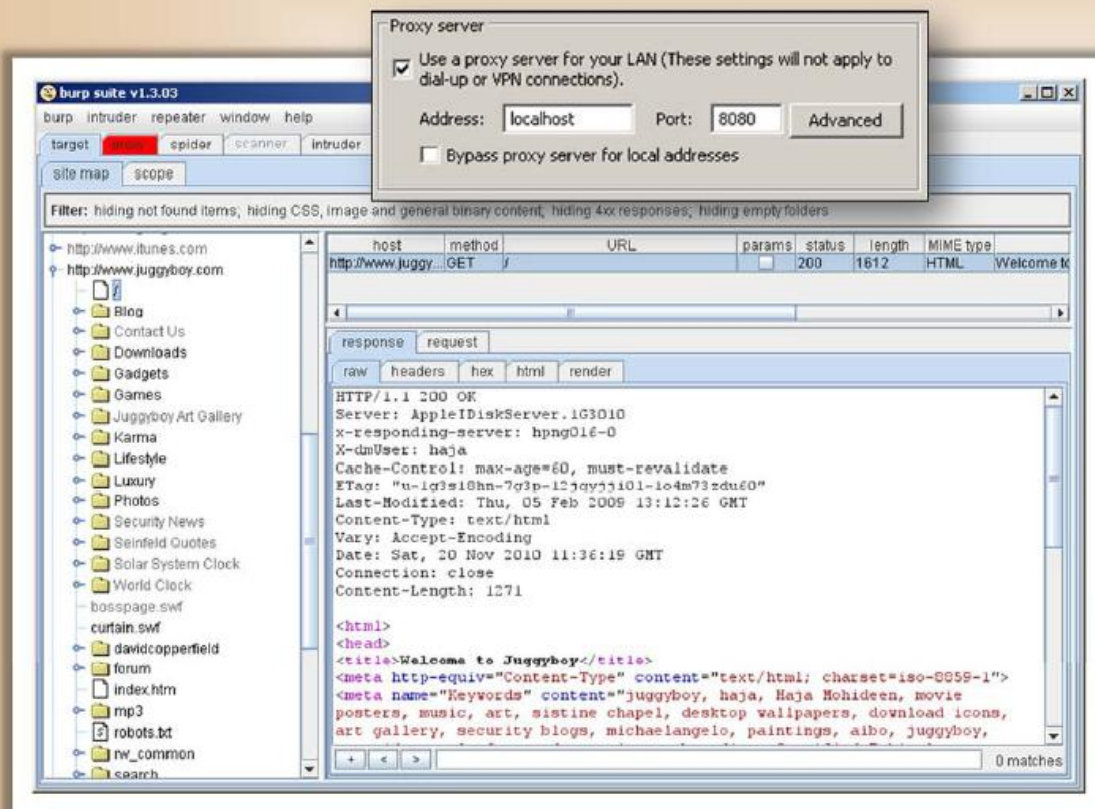 Proxy server
Use a proxy server for your LAN (These settings will not apply to
dial-up or VPN connections).
Address: localhost Port: 8080 Advanced
Bypass proxy server for local addresses
burp suite v1.3.03
burp intruder repeater window help
target proxy spider scanner intruder
site map scope
Filter: hiding not found items; hiding CSS, image and general binary content; hiding 4xx responses; hiding empty folders
http://www.itunes.com
http://www.juggyboy.com
/
Blog
Contact Us
Downloads
Gadgets
Games
Juggyboy Art Gallery
Karma
Lifestyle
Luxury
Photos
Security News
Seinfeld Quotes
Solar System Clock
World Clock
bosspage.swf
curtain.swf
davidcopperfield
forum
index.htm
mp3
robots.txt
rw_common
search
host method URL params status length MIME type
http://www.juggy... GET / 200 1612 HTML Welcome to
response request
raw headers hex html render
HTTP/1.1 200 OK
Server: AppleIDiskServer.1G3010
x-responding-server: hpng016-0
X-dmUser: haja
Cache-Control: max-age=60, must-revalidate
Last-Modified: Thu, 05 Feb 2009 13:12:26 GMT
Content-Type: text/html
Vary: Accept-Encoding
Date: Sat, 20 Nov 2010 11:36:19 GMT
Connection: close
Content-Length: 1271
<html>
<head>
<title>Welcome to Juggyboy</title>
<meta http-equiv="Content-Type" content="text/html; charset=iso-8859-1">
<meta name="Keywords" content="juggyboy, haja, Haja Mohideen, movie
posters, music, art, sistine chapel, desktop wallpapers, download icons,
art gallery, security blogs, michaelangelo, paintings, aibo, juggyboy,
+ < > 0 matches